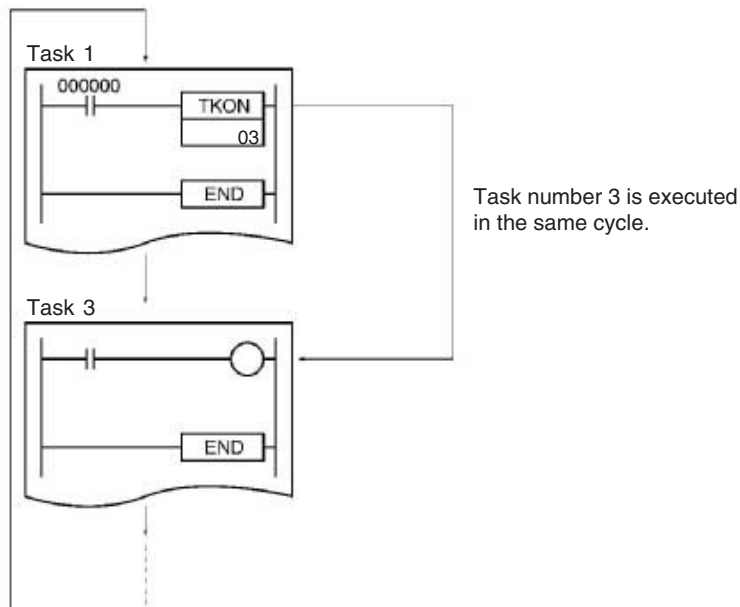 Task 1
000000
TKON
03
END
Task number 3 is executed
in the same cycle.
Task 3
END